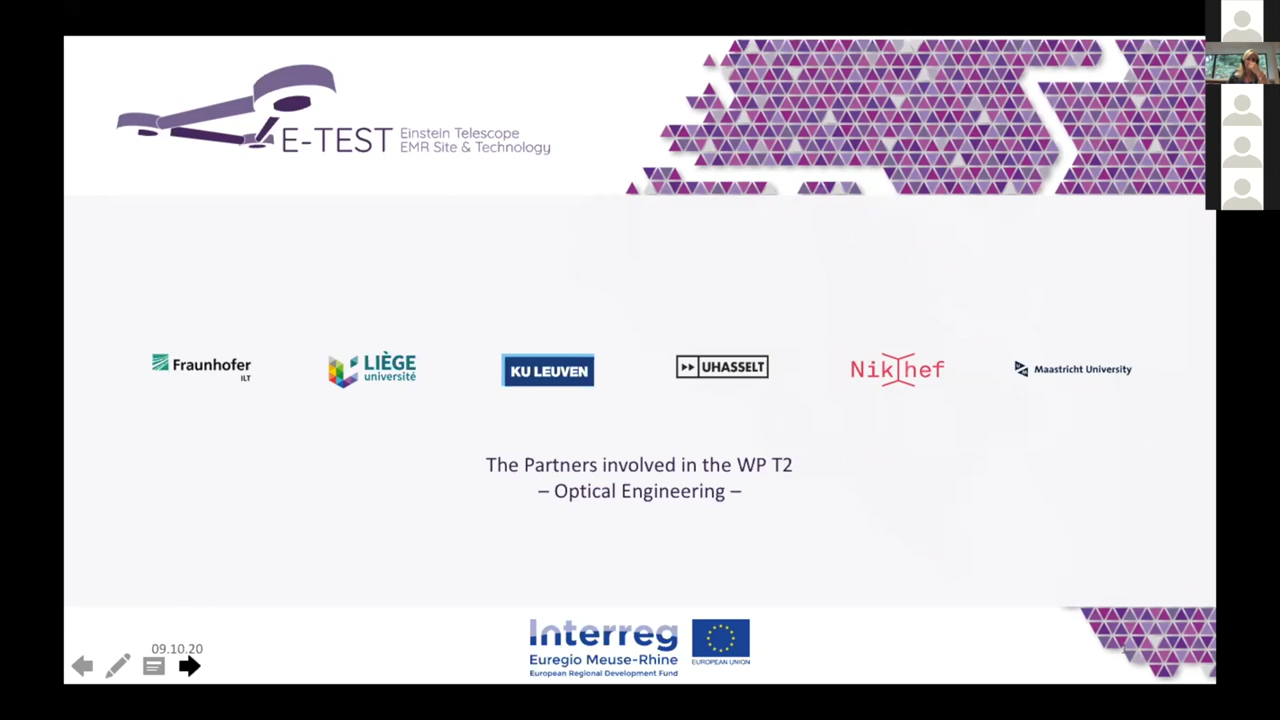 E-TEST
Einstein Telescope
EMR Site & Technology
Fraunhofer
ILT
LIÈGE
université
KU LEUVEN
UHASSELT
Nikhef
Maastricht University
The Partners involved in the WP T2
– Optical Engineering –
09.10.20
Interreg
Euregio Meuse-Rhine
European Regional Development Fund
EUROPEAN UNION